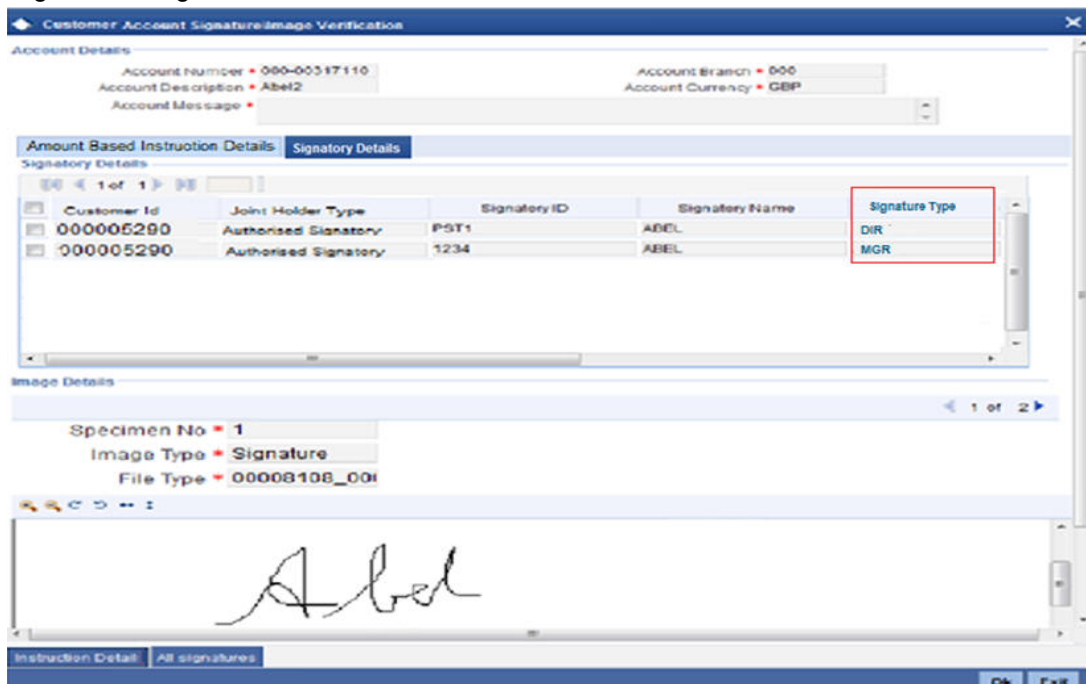 Customer Account Signature/Image Verification
Account Details
Account Number * 000-00317110 Account Branch * 000
Account Description * Abel2 Account Currency * GBP
Account Message *
Amount Based Instruction Details Signatory Details
Signatory Details
1 of 1
Customer Id Joint Holder Type Signatory ID Signatory Name Signature Type
000005290 Authorised Signatory PST1 ABEL DIR
000005290 Authorised Signatory 1234 ABEL MGR
Image Details
1 of 2
Specimen No * 1
Image Type * Signature
File Type * 00008108_00
Abel
Instruction Detail All signatures
Ok Exit